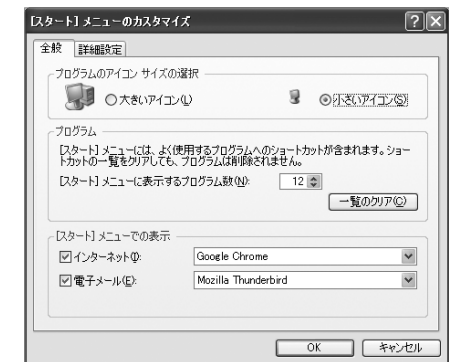 [スタート] メニューのカスタマイズ
全般 詳細設定
プログラムのアイコン サイズの選択
大きいアイコン(L) 小さいアイコン(S)
プログラム
[スタート] メニューには、よく使用するプログラムへのショートカットが含まれます。ショー
トカットの一覧をクリアしても、プログラムは削除されません。
[スタート] メニューに表示するプログラム数(N): 12
一覧のクリア(C)
[スタート] メニューでの表示
インターネット(I): Google Chrome
電子メール(E): Mozilla Thunderbird
OK キャンセル